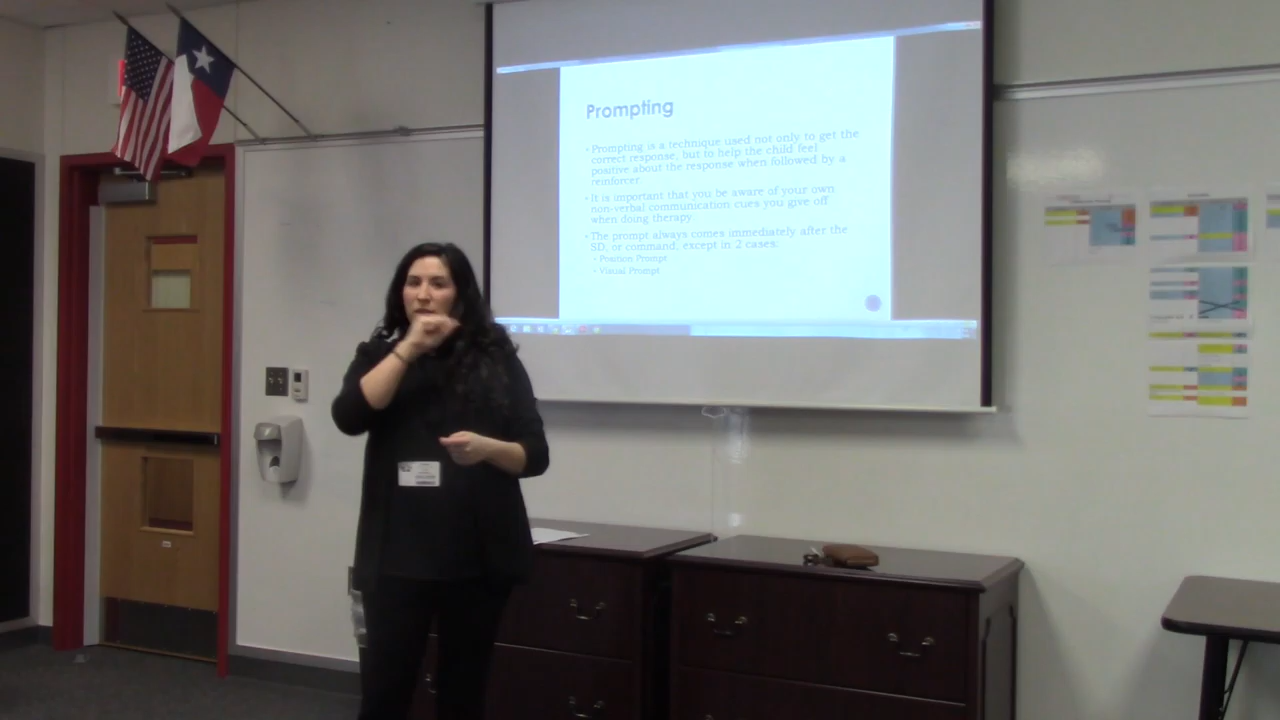 Prompting
Prompting is a technique used not only to get the
correct response, but to help the child feel
positive about the response when followed by a
reinforcer.
It is important that you be aware of your own
non-verbal communication cues you give off
when doing therapy.
The prompt always comes immediately after the
SD, or command, except in 2 cases:
Position Prompt
Visual Prompt